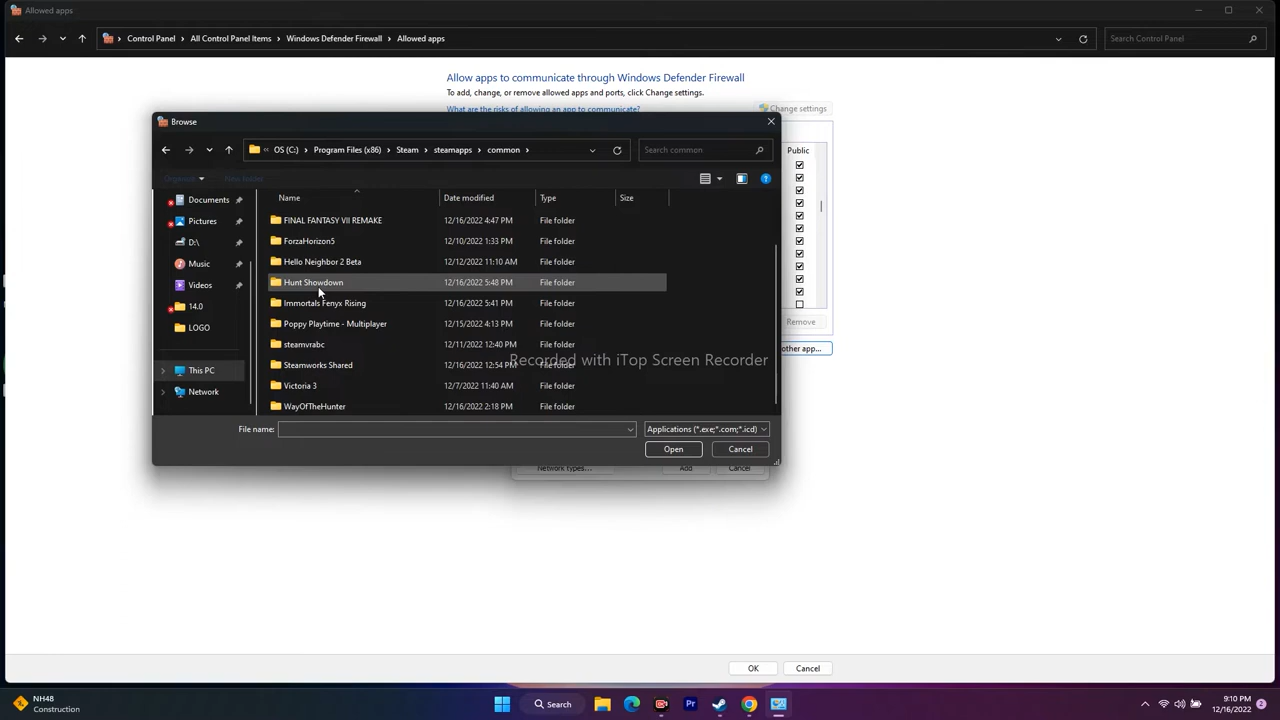 Allowed apps
Control Panel > All Control Panel Items > Windows Defender Firewall > Allowed apps
Search Control Panel
Allow apps to communicate through Windows Defender Firewall
To add, change, or remove allowed apps and ports, click Change settings.
What are the risks of allowing an app to communicate?
Change settings
Browse
Public
« OS (C:) > Program Files (x86) > Steam > steamapps > common >
Search common
Organize
New folder
Name Date modified Type Size
Documents
Pictures
D:\
Music
Videos
14.0
LOGO
This PC
Network
FINAL FANTASY VII REMAKE 12/16/2022 4:47 PM File folder
ForzaHorizon5 12/10/2022 1:33 PM File folder
Hello Neighbor 2 Beta 12/12/2022 11:10 AM File folder
Hunt Showdown 12/16/2022 5:48 PM File folder
Immortals Fenyx Rising 12/16/2022 5:41 PM File folder
Poppy Playtime - Multiplayer 12/15/2022 4:13 PM File folder
steamvrabc 12/11/2022 12:40 PM File folder
Steamworks Shared 12/16/2022 12:54 PM File folder
Victoria 3 12/7/2022 11:40 AM File folder
WayOfTheHunter 12/16/2022 2:18 PM File folder
Recorded with iTop Screen Recorder
Remove
other app...
File name:
Applications (*.exe;*.com;*.icd)
Open
Cancel
Network types...
Add
Cancel
OK
Cancel
NH48
Construction
Search
9:10 PM
12/16/2022
2